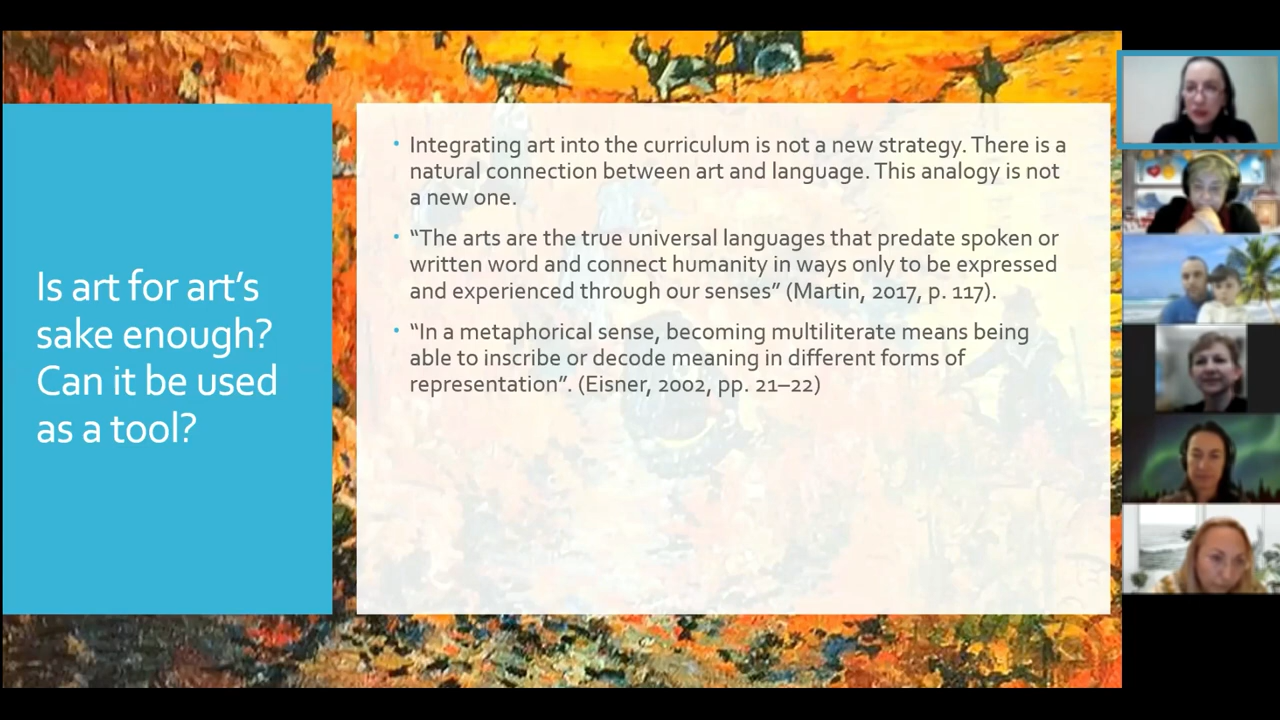 Is art for art’s
sake enough?
Can it be used
as a tool?
• Integrating art into the curriculum is not a new strategy. There is a
natural connection between art and language. This analogy is not
a new one.
• “The arts are the true universal languages that predate spoken or
written word and connect humanity in ways only to be expressed
and experienced through our senses” (Martin, 2017, p. 117).
• “In a metaphorical sense, becoming multiliterate means being
able to inscribe or decode meaning in different forms of
representation”. (Eisner, 2002, pp. 21–22)